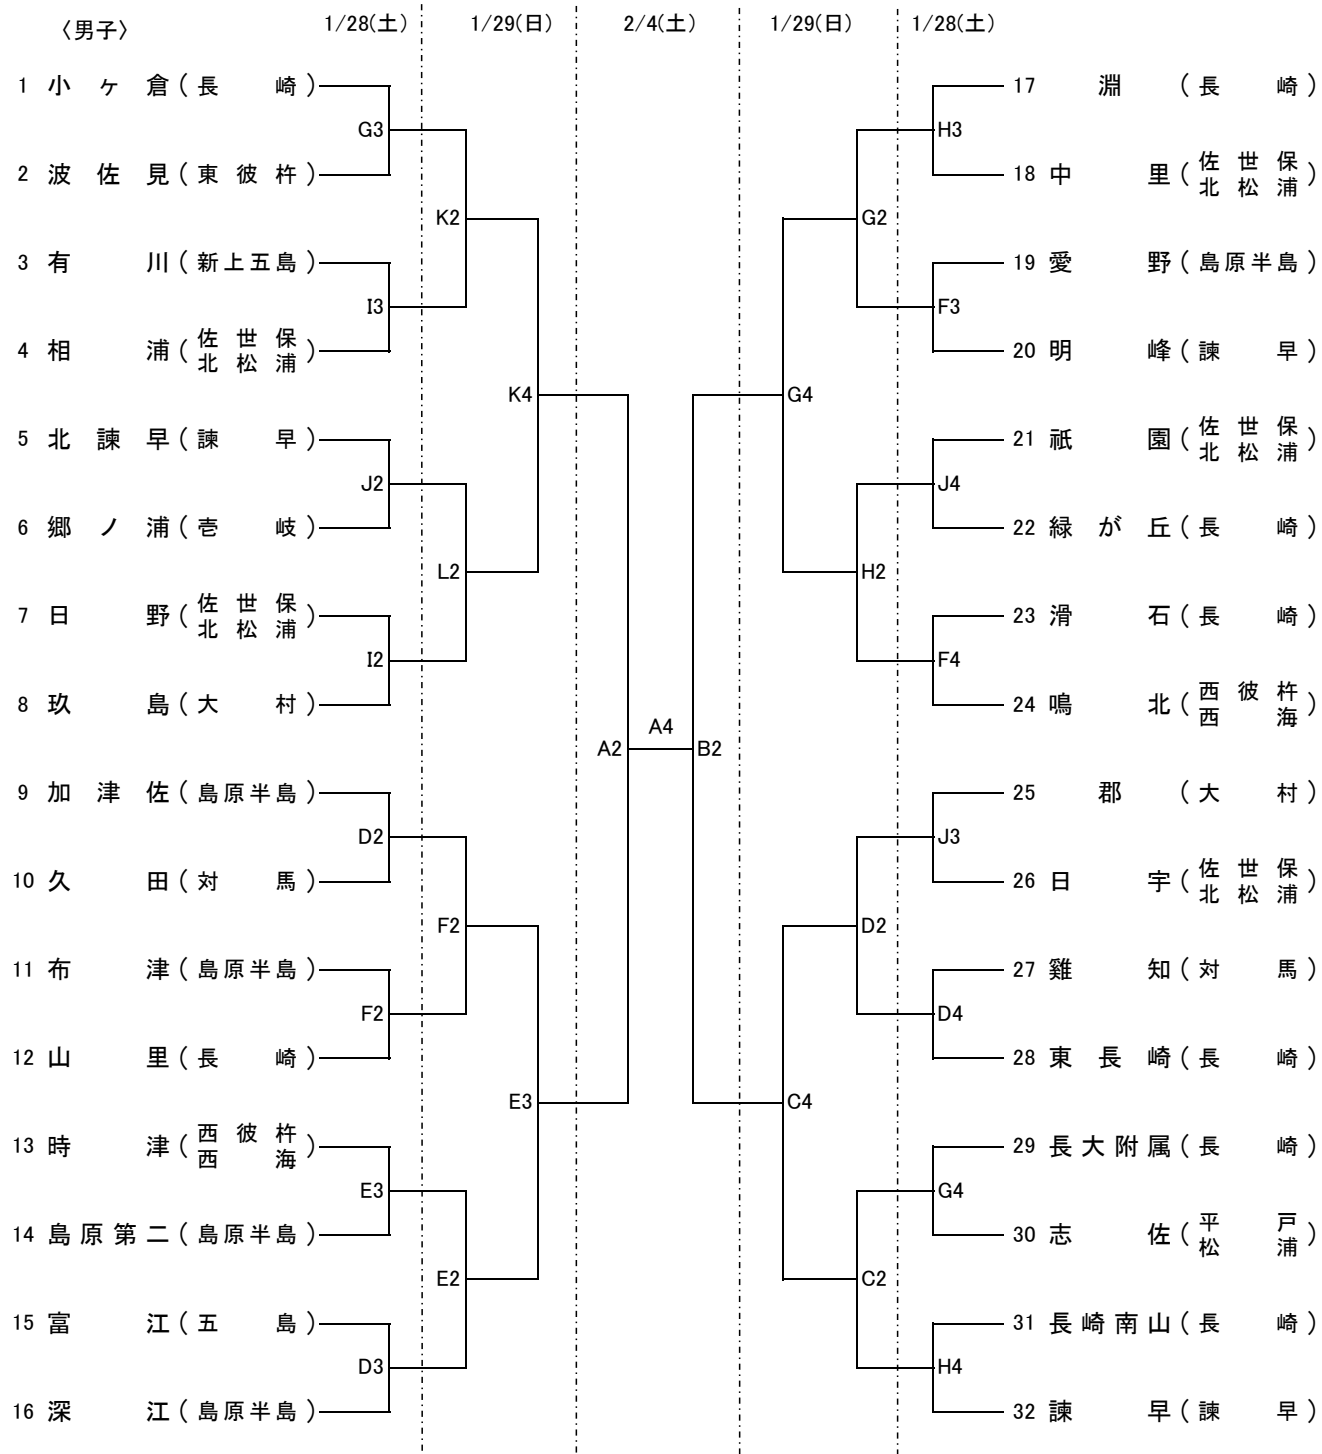 〈男子〉
1/28(土) 1/29(日) 2/4(土) 1/29(日) 1/28(土)
1 小ヶ倉(長崎)
G3
2 波佐見(東彼杵)
K2
3 有川(新上五島)
I3
4 相浦(佐世保北松浦)
K4
5 北諫早(諫早)
J2
6 郷ノ浦(壱岐)
L2
7 日野(佐世保北松浦)
I2
8 玖島(大村)
A2 A4 B2
9 加津佐(島原半島)
D2
10 久田(対馬)
F2
11 布津(島原半島)
F2
12 山里(長崎)
E3
13 時津(西彼杵西海)
E3
14 島原第二(島原半島)
E2
15 富江(五島)
D3
16 深江(島原半島)
17 淵(長崎)
H3
18 中里(佐世保北松浦)
G2
19 愛野(島原半島)
F3
20 明峰(諫早)
G4
21 祇園(佐世保北松浦)
J4
22 緑が丘(長崎)
H2
23 滑石(長崎)
F4
24 鳴北(西彼杵西海)
25 郡(大村)
J3
26 日宇(佐世保北松浦)
D2
27 雞知(対馬)
D4
28 東長崎(長崎)
C4
29 長大附属(長崎)
G4
30 志佐(平戸松浦)
C2
31 長崎南山(長崎)
H4
32 諫早(諫早)